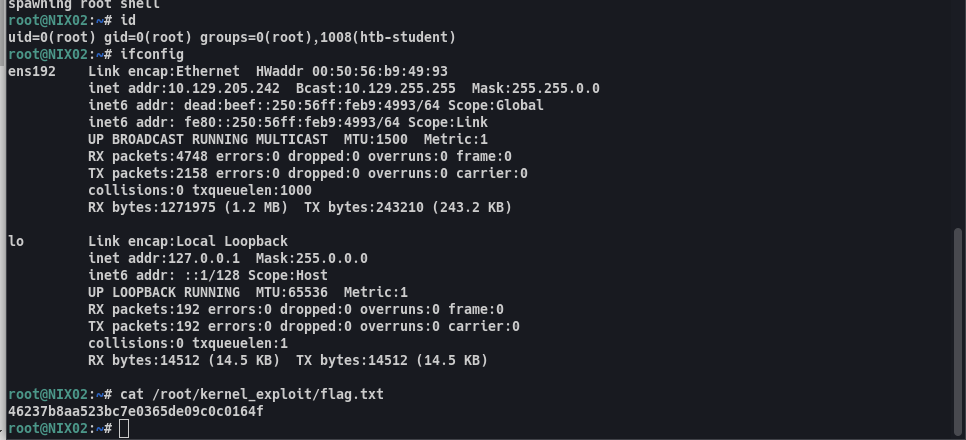 spawning root shell
root@NIX02:~# id
uid=0(root) gid=0(root) groups=0(root),1008(htb-student)
root@NIX02:~# ifconfig
ens192    Link encap:Ethernet  HWaddr 00:50:56:b9:49:93
          inet addr:10.129.205.242  Bcast:10.129.255.255  Mask:255.255.0.0
          inet6 addr: dead:beef::250:56ff:feb9:4993/64 Scope:Global
          inet6 addr: fe80::250:56ff:feb9:4993/64 Scope:Link
          UP BROADCAST RUNNING MULTICAST  MTU:1500  Metric:1
          RX packets:4748 errors:0 dropped:0 overruns:0 frame:0
          TX packets:2158 errors:0 dropped:0 overruns:0 carrier:0
          collisions:0 txqueuelen:1000
          RX bytes:1271975 (1.2 MB)  TX bytes:243210 (243.2 KB)
lo        Link encap:Local Loopback
          inet addr:127.0.0.1  Mask:255.0.0.0
          inet6 addr: ::1/128 Scope:Host
          UP LOOPBACK RUNNING  MTU:65536  Metric:1
          RX packets:192 errors:0 dropped:0 overruns:0 frame:0
          TX packets:192 errors:0 dropped:0 overruns:0 carrier:0
          collisions:0 txqueuelen:1
          RX bytes:14512 (14.5 KB)  TX bytes:14512 (14.5 KB)
root@NIX02:~# cat /root/kernel_exploit/flag.txt
46237b8aa523bc7e0365de09c0c0164f
root@NIX02:~#